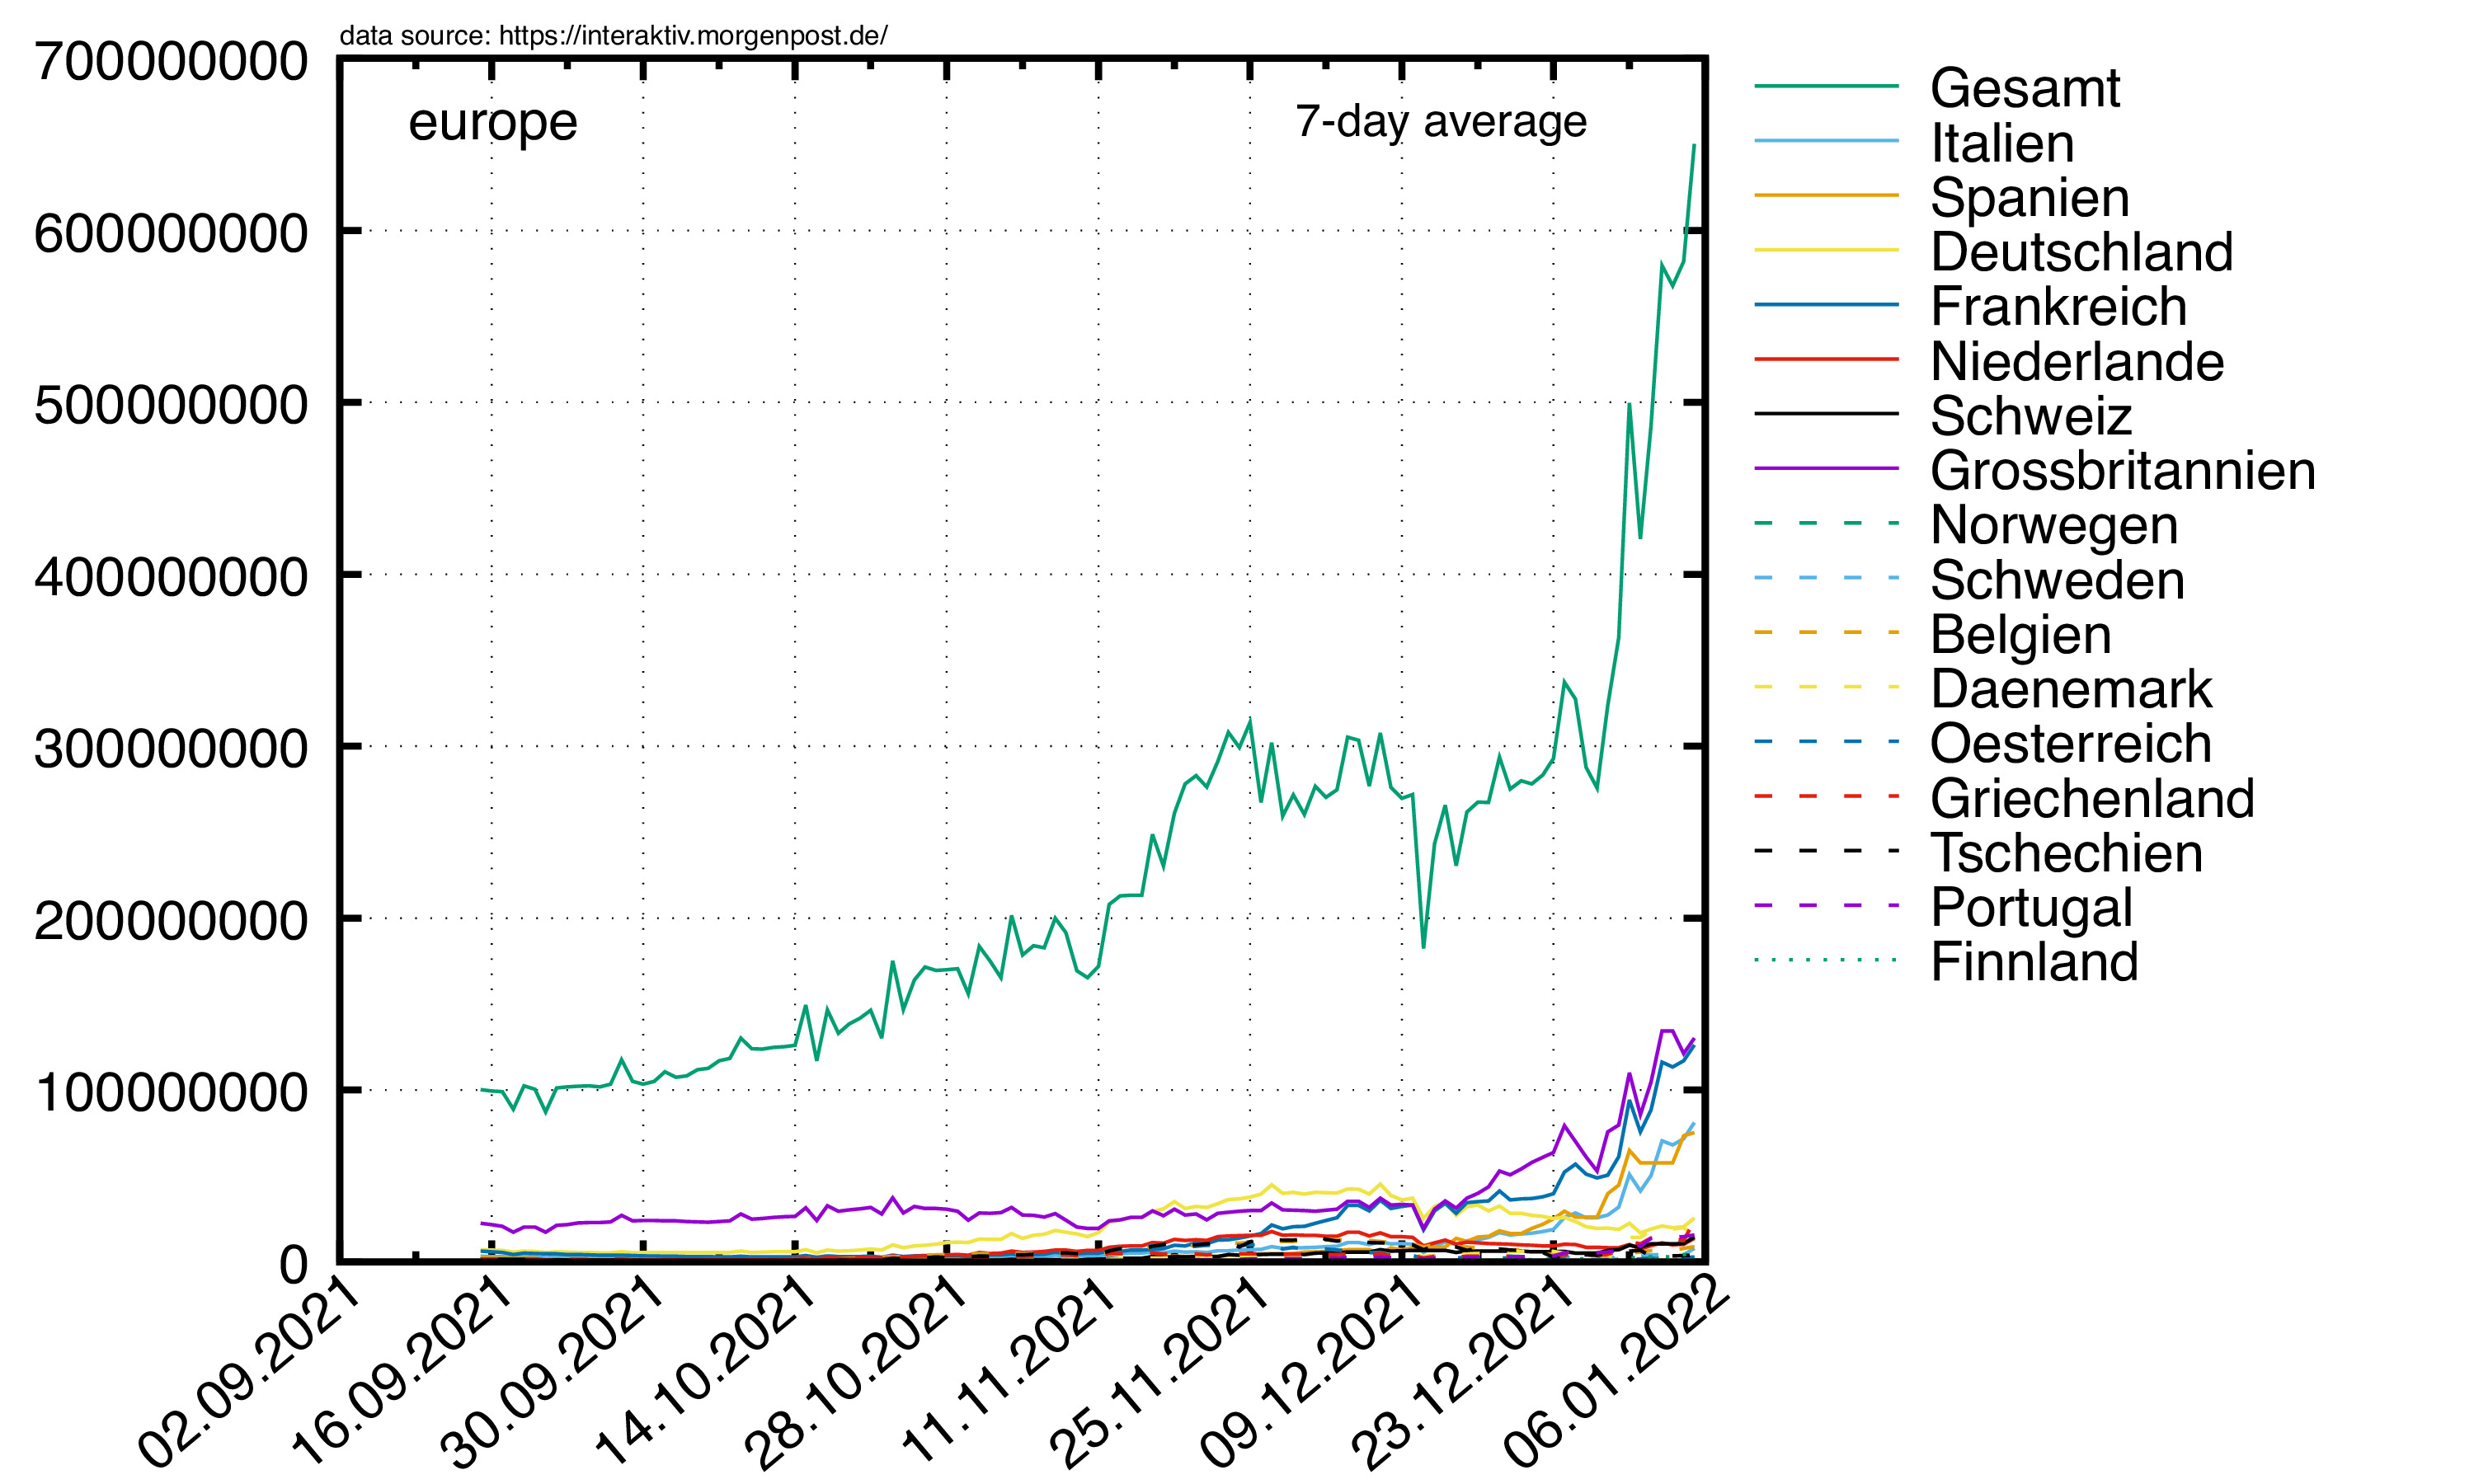 data source: https://interaktiv.morgenpost.de/
europe
7-day average
700000000
600000000
500000000
400000000
300000000
200000000
100000000
0
02.09.2021
16.09.2021
30.09.2021
14.10.2021
28.10.2021
11.11.2021
25.11.2021
09.12.2021
23.12.2021
06.01.2022
Gesamt
Italien
Spanien
Deutschland
Frankreich
Niederlande
Schweiz
Grossbritannien
Norwegen
Schweden
Belgien
Daenemark
Oesterreich
Griechenland
Tschechien
Portugal
Finnland